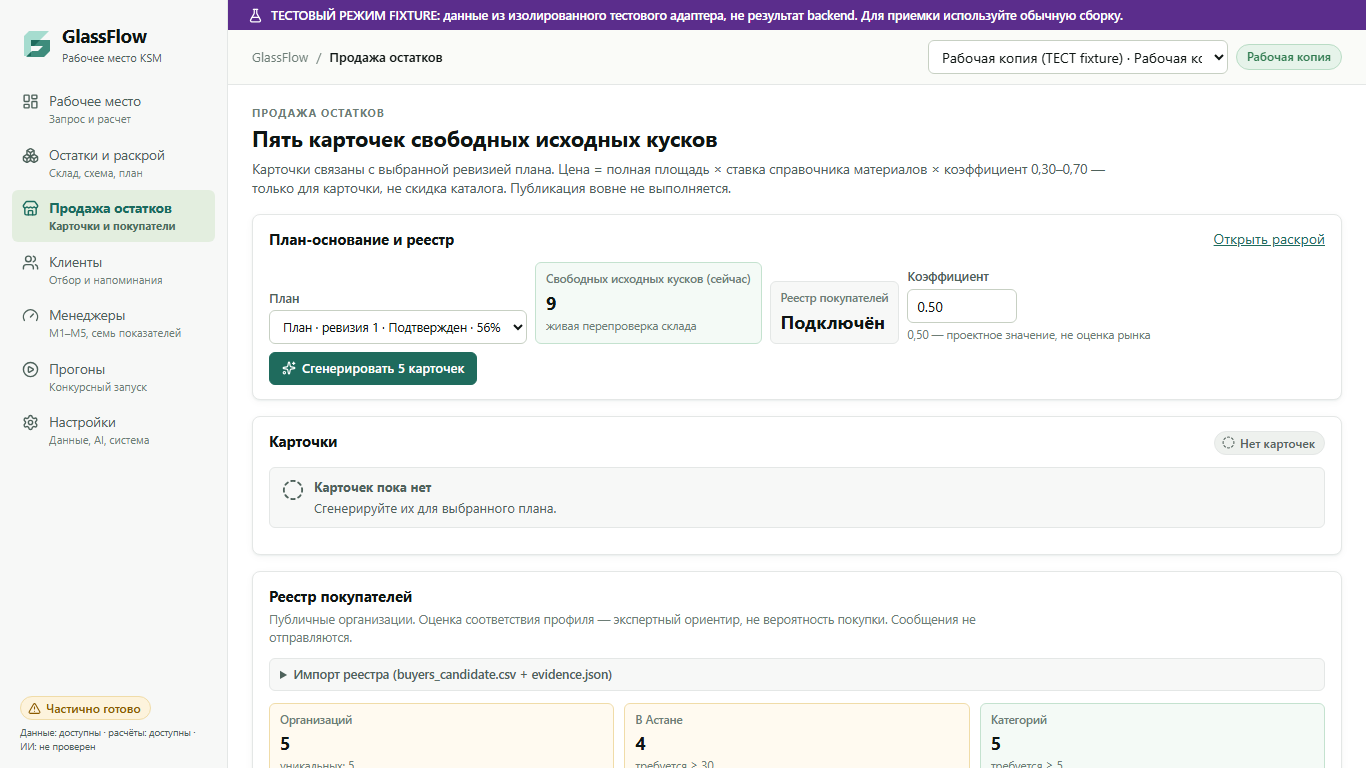 ТЕСТОВЫЙ РЕЖИМ FIXTURE: данные из изолированного тестового адаптера, не результат backend. Для приемки используйте обычную сборку.
GlassFlow
Рабочее место KSM
Рабочее место
Запрос и расчет
Остатки и раскрой
Склад, схема, план
Продажа остатков
Карточки и покупатели
Клиенты
Отбор и напоминания
Менеджеры
М1–М5, семь показателей
Прогоны
Конкурсный запуск
Настройки
Данные, AI, система
Частично готово
Данные: доступны · расчёты: доступны ·
ИИ: не проверен
GlassFlow / Продажа остатков
Рабочая копия (ТЕСТ fixture) · Рабочая кс
Рабочая копия
ПРОДАЖА ОСТАТКОВ
Пять карточек свободных исходных кусков
Карточки связаны с выбранной ревизией плана. Цена = полная площадь × ставка справочника материалов × коэффициент 0,30–0,70 —
только для карточки, не скидка каталога. Публикация вовне не выполняется.
План-основание и реестр
Открыть раскрой
План
План · ревизия 1 · Подтвержден · 56%
Свободных исходных кусков (сейчас)
9
живая перепроверка склада
Реестр покупателей
Подключён
Коэффициент
0.50
0,50 — проектное значение, не оценка рынка
Сгенерировать 5 карточек
Карточки
Нет карточек
Карточек пока нет
Сгенерируйте их для выбранного плана.
Реестр покупателей
Публичные организации. Оценка соответствия профиля — экспертный ориентир, не вероятность покупки. Сообщения не
отправляются.
Импорт реестра (buyers_candidate.csv + evidence.json)
Организаций
5
уникальных: 5
В Астане
4
требуется ≥ 30
Категорий
5
требуется ≥ 5